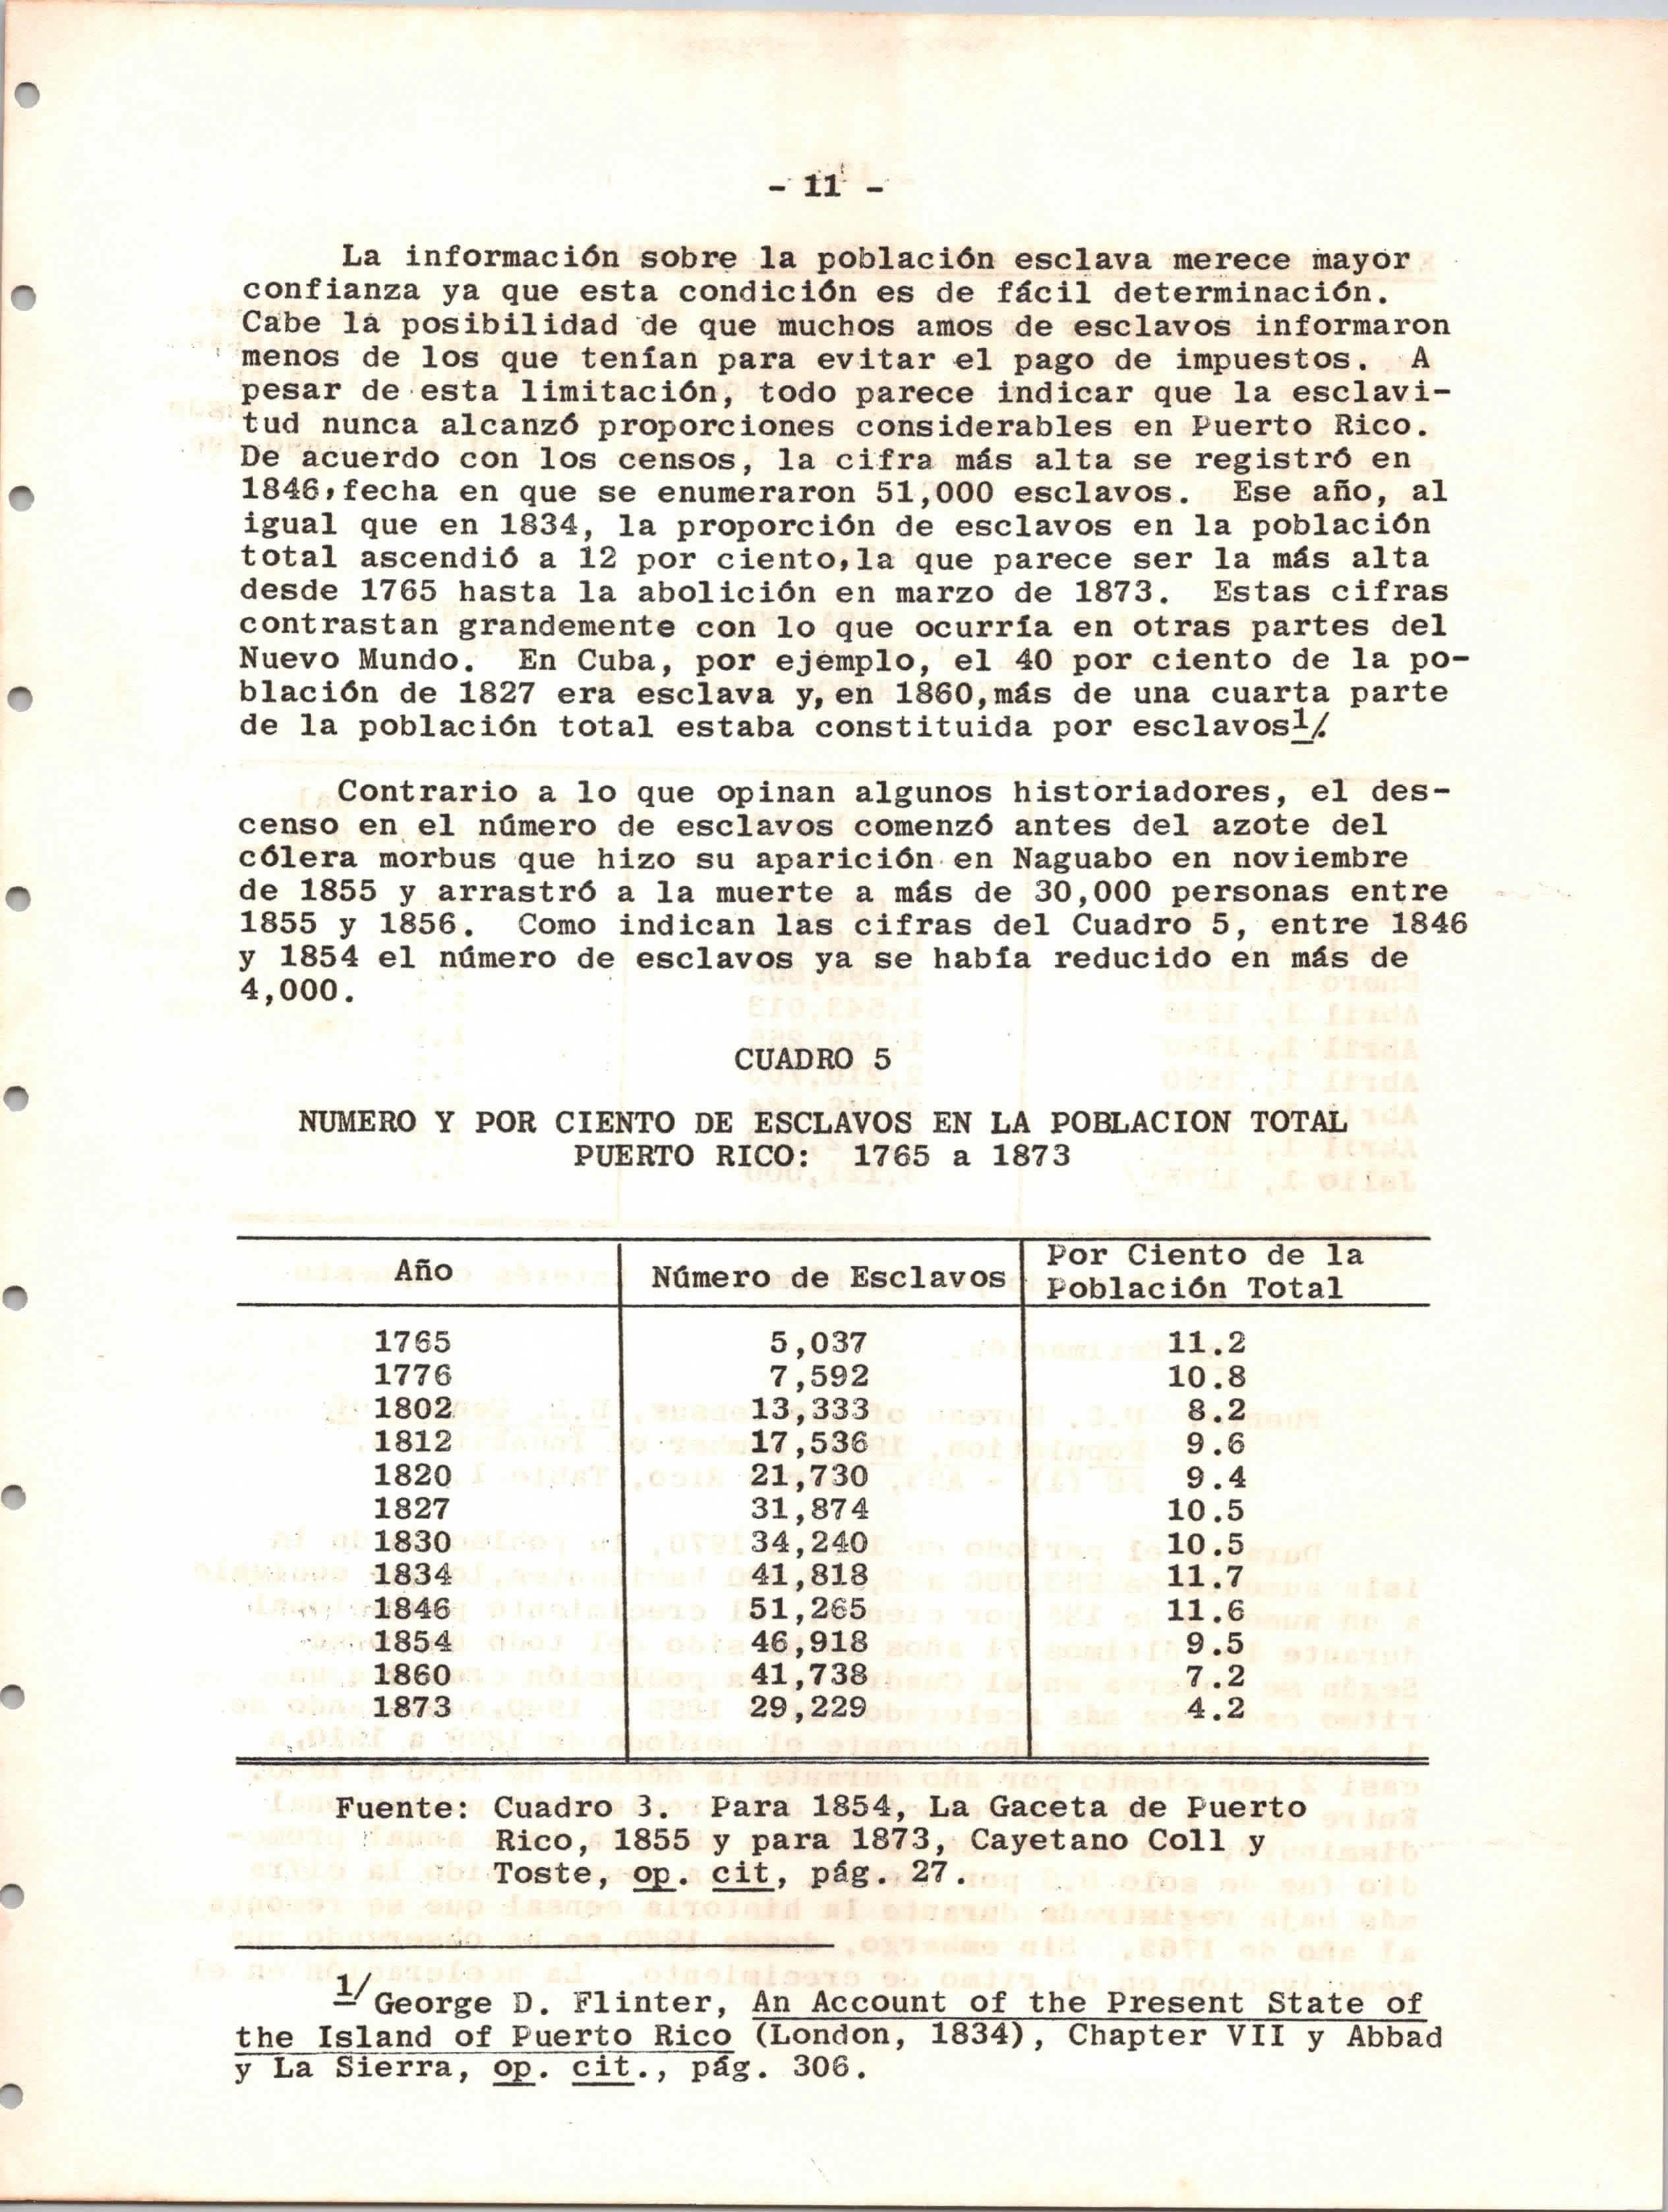 - 11 -
La información sobre la población esclava merece mayor
confianza ya que esta condición es de fácil determinación.
Cabe la posibilidad de que muchos amos de esclavos informaron
menos de los que tenían para evitar el pago de impuestos. A
pesar de esta limitación, todo parece indicar que la esclavi-
tud nunca alcanzó proporciones considerables en Puerto Rico.
De acuerdo con los censos, la cifra más alta se registró en
1846, fecha en que se enumeraron 51,000 esclavos. Ese año, al
igual que en 1834, la proporción de esclavos en la población
total ascendió a 12 por ciento, la que parece ser la más alta
desde 1765 hasta la abolición en marzo de 1873. Estas cifras
contrastan grandemente con lo que ocurría en otras partes del
Nuevo Mundo. En Cuba, por ejemplo, el 40 por ciento de la po-
blación de 1827 era esclava y, en 1860, más de una cuarta parte
de la población total estaba constituida por esclavos1/.
Contrario a lo que opinan algunos historiadores, el des-
censo en el número de esclavos comenzó antes del azote del
cólera morbus que hizo su aparición en Naguabo en noviembre
de 1855 y arrastró a la muerte a más de 30,000 personas entre
1855 y 1856. Como indican las cifras del Cuadro 5, entre 1846
y 1854 el número de esclavos ya se había reducido en más de
4,000.
CUADRO 5
NUMERO Y POR CIENTO DE ESCLAVOS EN LA POBLACION TOTAL
PUERTO RICO: 1765 a 1873
Año Número de Esclavos Por Ciento de la
Población Total
1765 5,037 11.2
1776 7,592 10.8
1802 13,333 8.2
1812 17,536 9.6
1820 21,730 9.4
1827 31,874 10.5
1830 34,240 10.5
1834 41,818 11.7
1846 51,265 11.6
1854 46,918 9.5
1860 41,738 7.2
1873 29,229 4.2
Fuente: Cuadro 3. Para 1854, La Gaceta de Puerto
Rico, 1855 y para 1873, Cayetano Coll y
Toste, op. cit, pág. 27.
1/ George D. Flinter, An Account of the Present State of
the Island of Puerto Rico (London, 1834), Chapter VII y Abbad
y La Sierra, op. cit., pág. 306.